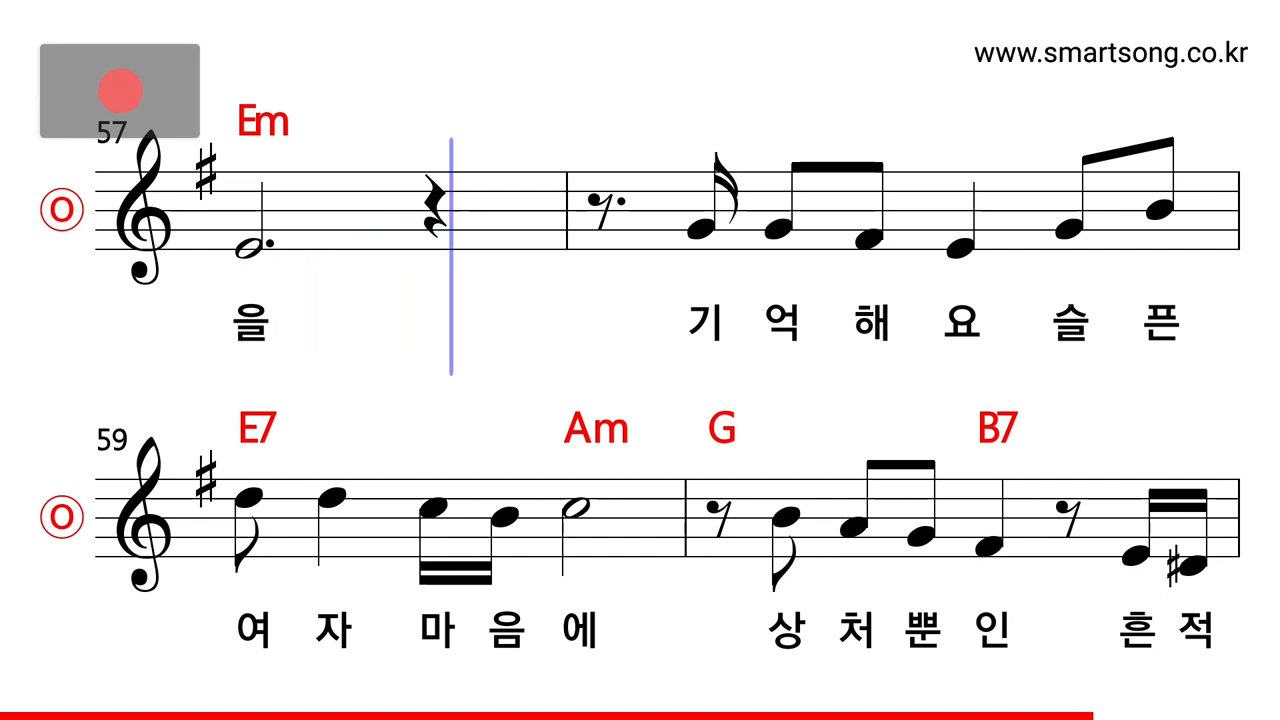 www.smartsong.co.kr
57 Em
O
을 기 억 해 요 슬 픈
59 E7 Am G B7
O
여 자 마 음 에 상 처 뿐 인 흔 적